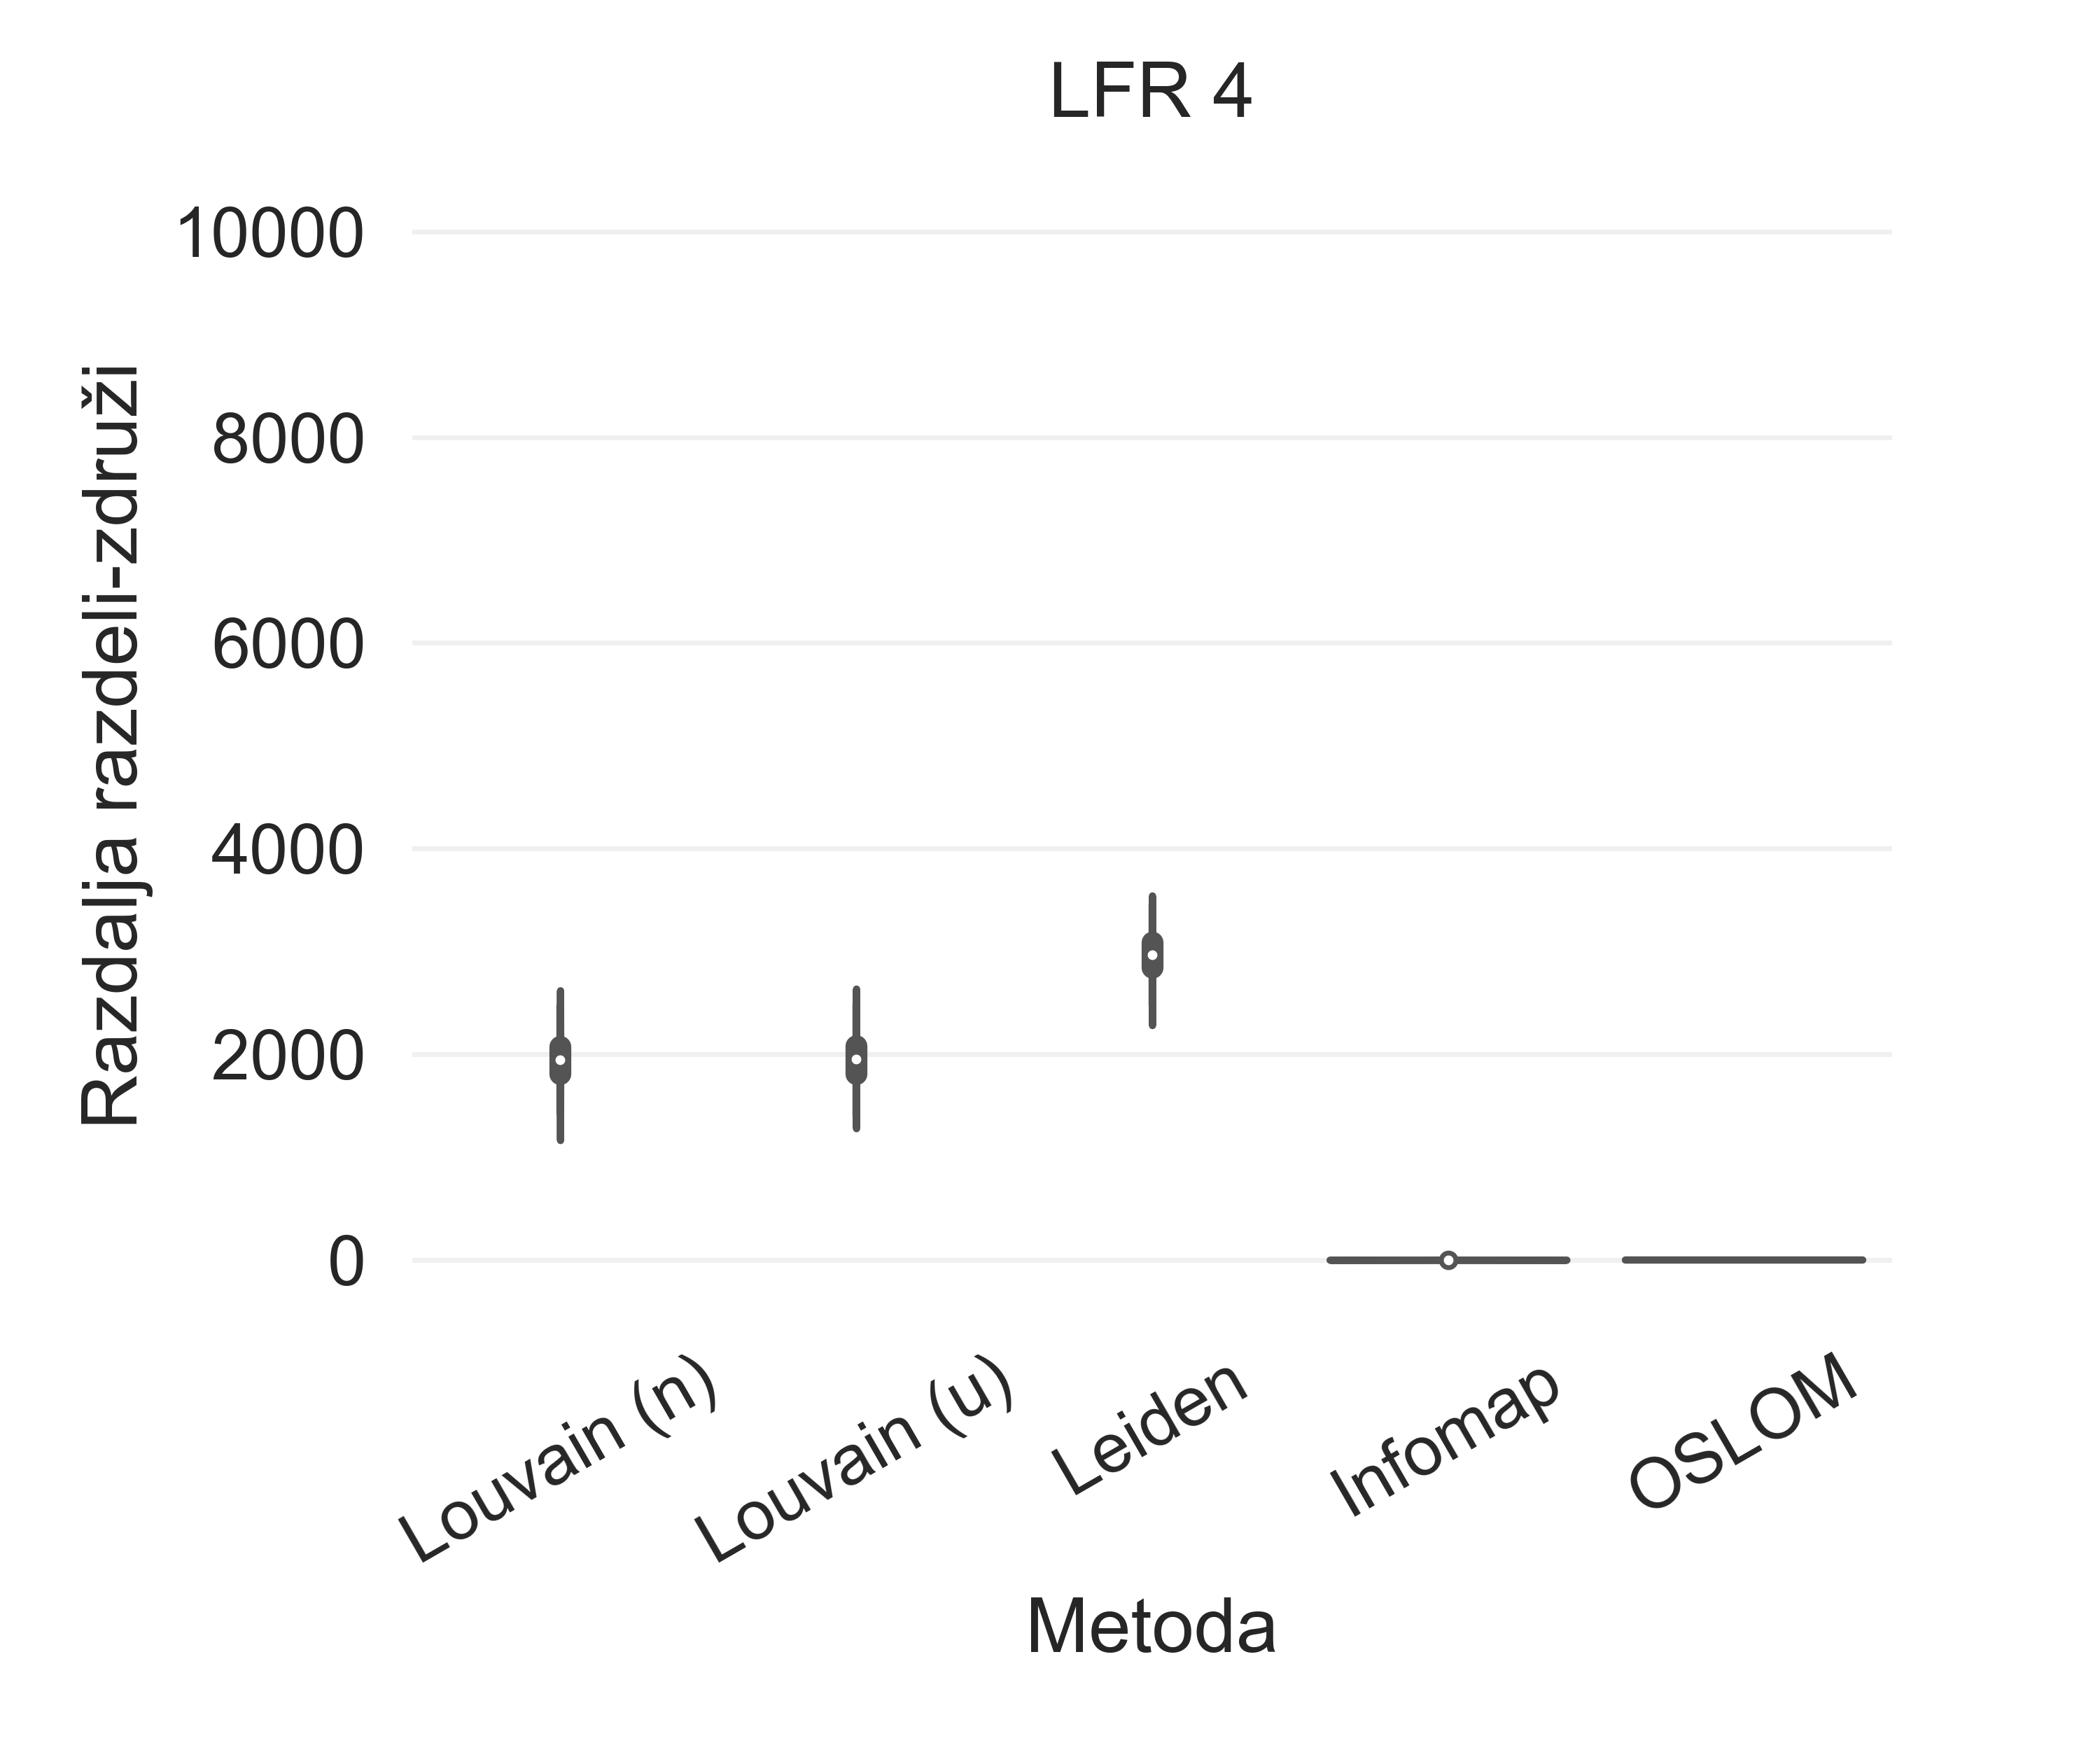 LFR 4
Razdalja razdeli-združi
10000
8000
6000
4000
2000
0
Louvain (n)
Louvain (u)
Leiden
Infomap
OSLOM
Metoda